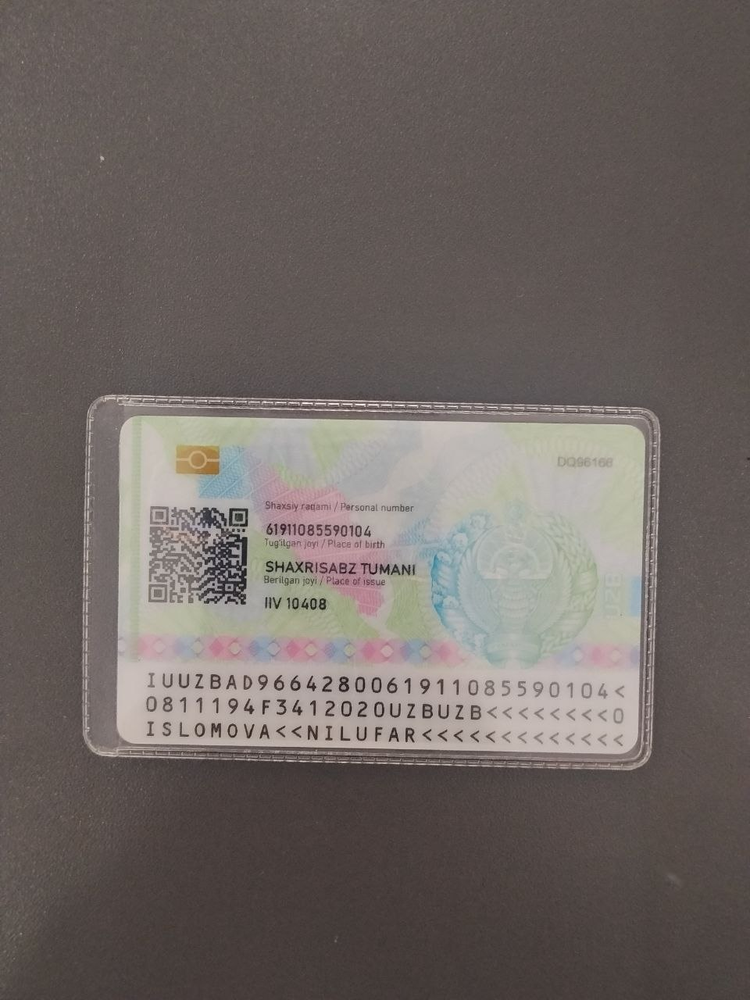 DQ96166
Shaxsiy raqami / Personal number
61911085590104
Tug'ilgan joyi / Place of birth
SHAXRISABZ TUMANI
Berilgan joyi / Place of issue
IIV 10408
UZB
IUUZBAD9664280061911085590104<
0811194F3412020UZBUZB<<<<<<<<0
ISLOMOVA<<NILUFAR<<<<<<<<<<<<<